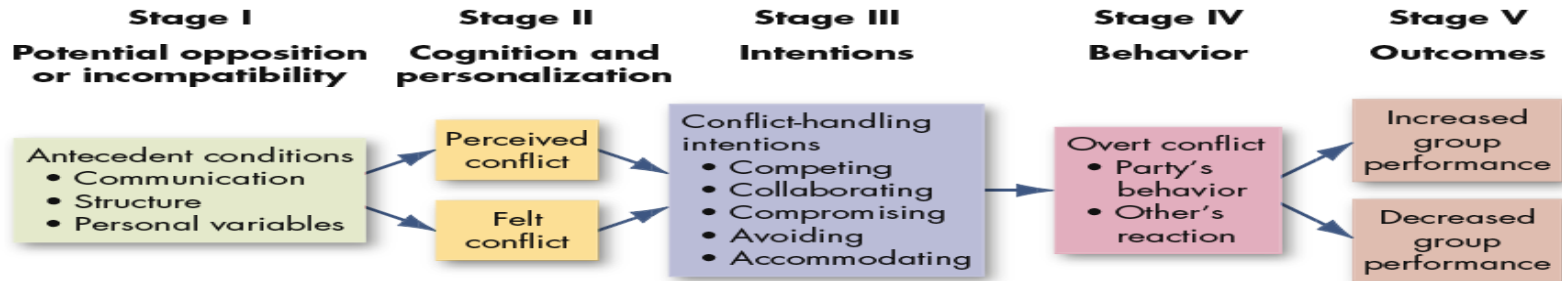 Stage I
Potential opposition
or incompatibility
Antecedent conditions
• Communication
• Structure
• Personal variables
Stage II
Cognition and
personalization
Perceived
conflict
Felt
conflict
Stage III
Intentions
Conflict-handling
intentions
• Competing
• Collaborating
• Compromising
• Avoiding
• Accommodating
Stage IV
Behavior
Overt conflict
• Party's
behavior
• Other's
reaction
Stage V
Outcomes
Increased
group
performance
Decreased
group
performance